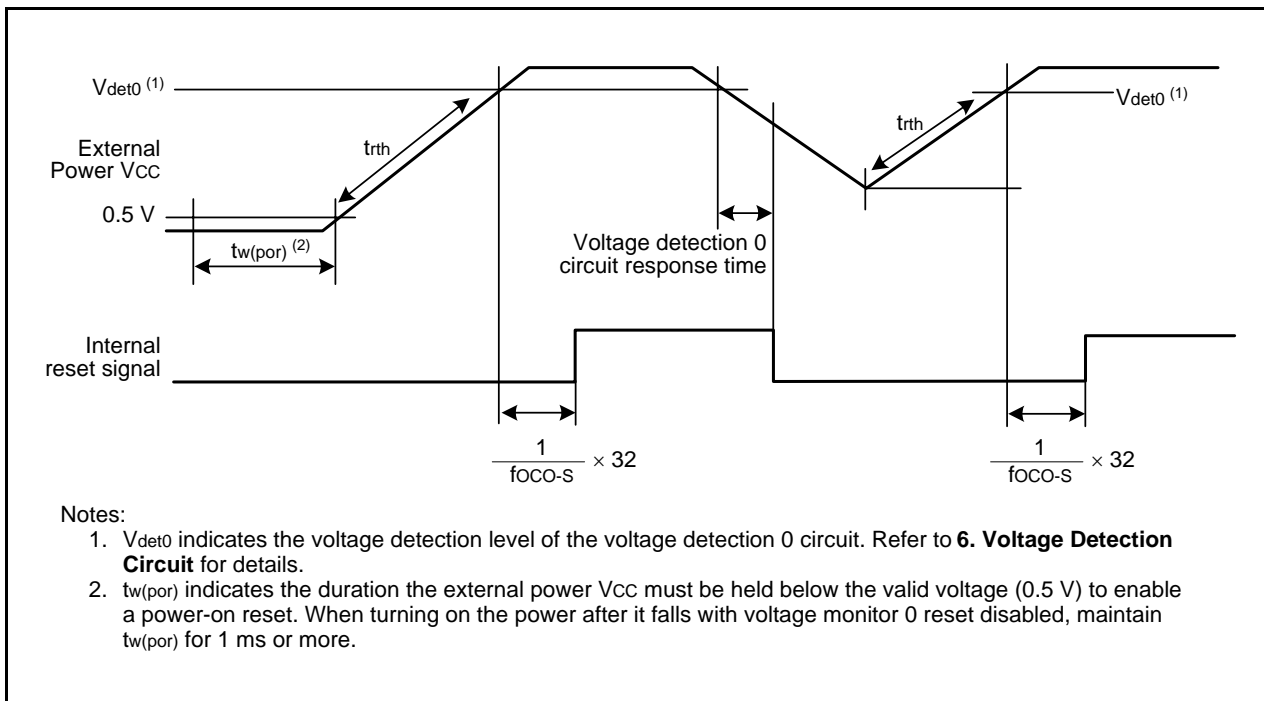 Vdet0 (1)
External
Power VCC
0.5 V
trth
tw(por) (2)
Voltage detection 0
circuit response time
trth
Vdet0 (1)
Internal
reset signal
1
fOCO-S
× 32
1
fOCO-S
× 32
Notes:
1. Vdet0 indicates the voltage detection level of the voltage detection 0 circuit. Refer to 6. Voltage Detection
Circuit for details.
2. tw(por) indicates the duration the external power VCC must be held below the valid voltage (0.5 V) to enable
a power-on reset. When turning on the power after it falls with voltage monitor 0 reset disabled, maintain
tw(por) for 1 ms or more.